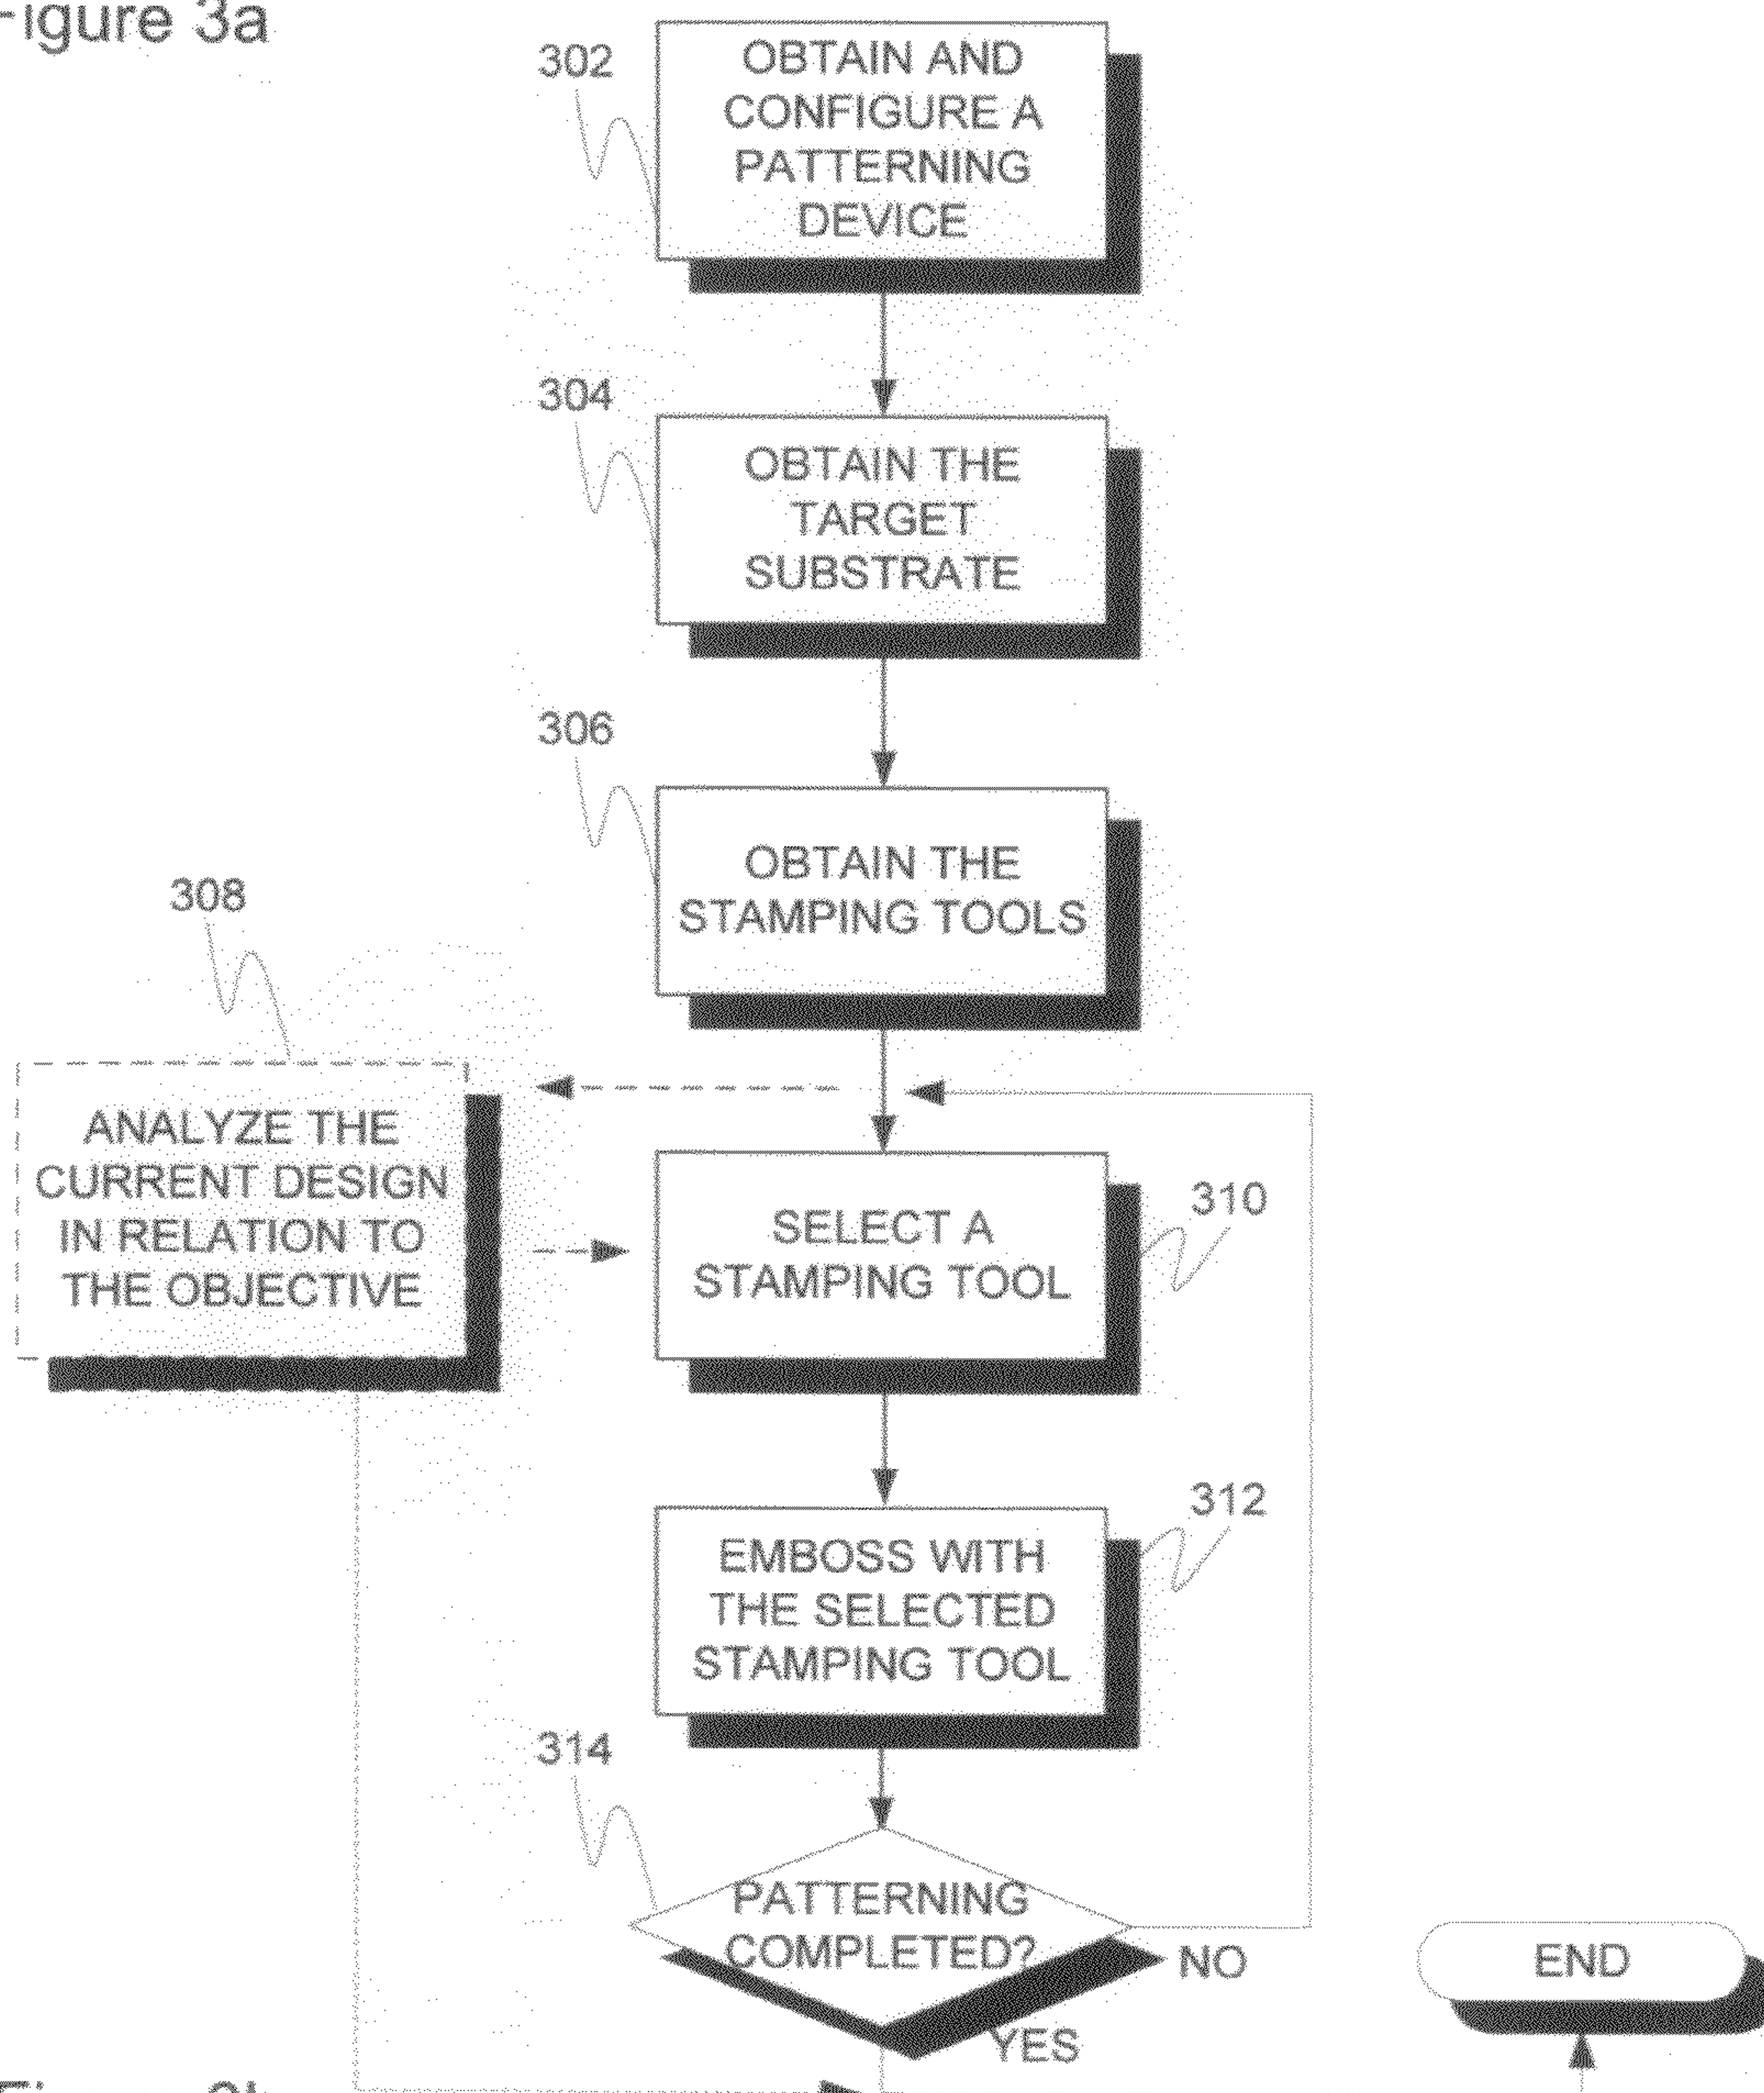 Figure 3a
302
OBTAIN AND
CONFIGURE A
PATTERNING
DEVICE
304
OBTAIN THE
TARGET
SUBSTRATE
306
OBTAIN THE
STAMPING TOOLS
308
ANALYZE THE
CURRENT DESIGN
IN RELATION TO
THE OBJECTIVE
310
SELECT A
STAMPING TOOL
312
EMBOSS WITH
THE SELECTED
STAMPING TOOL
314
PATTERNING
COMPLETED?
NO
YES
END